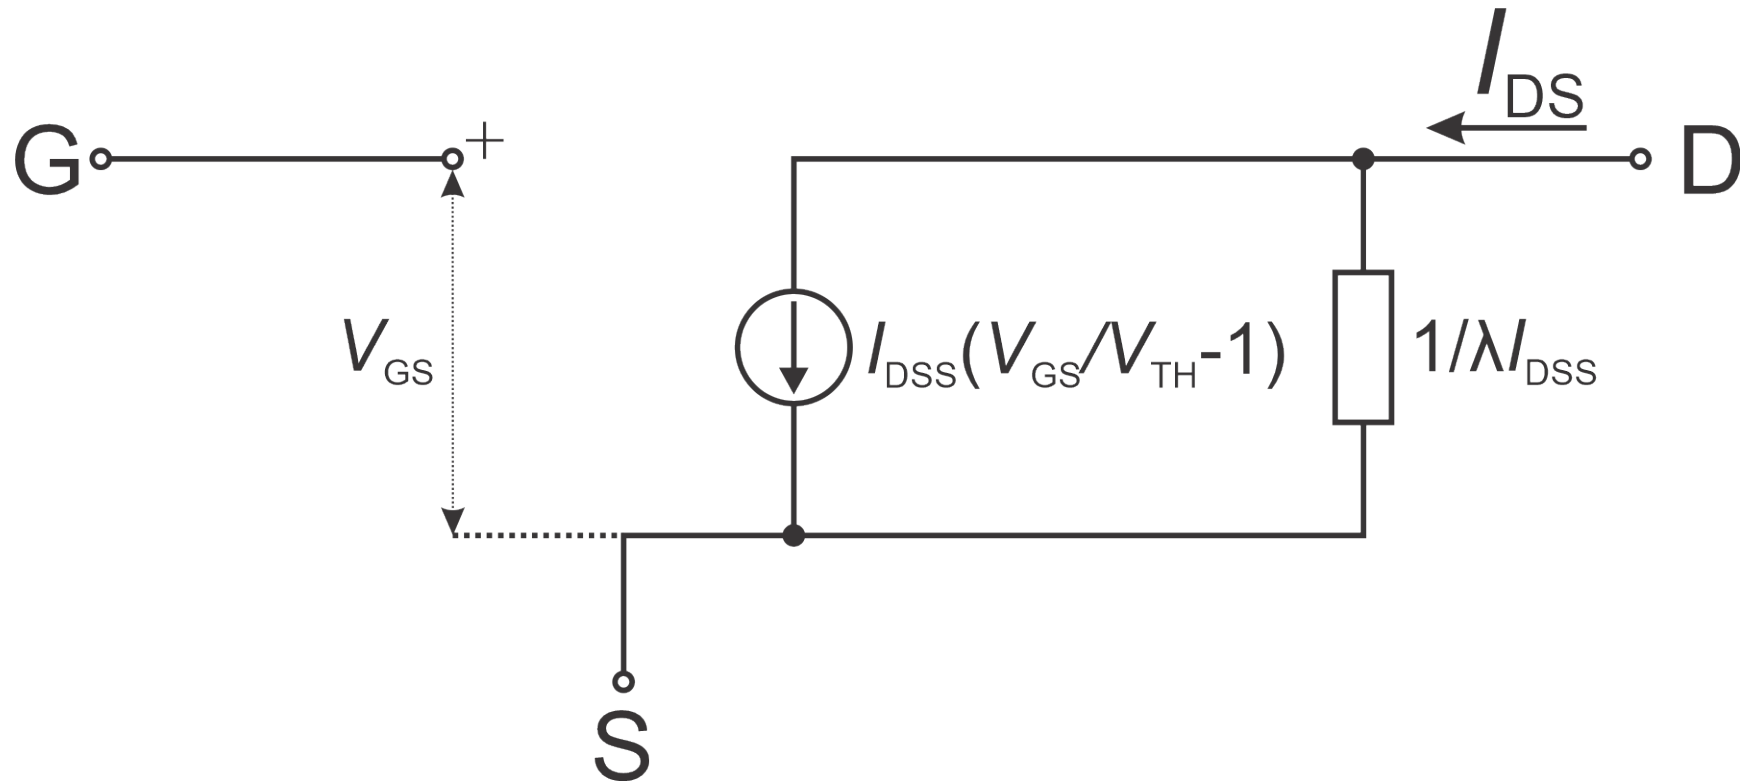 I_DS
G
+
D
V_GS
I_DSS(V_GS/V_TH-1)
1/λI_DSS
S